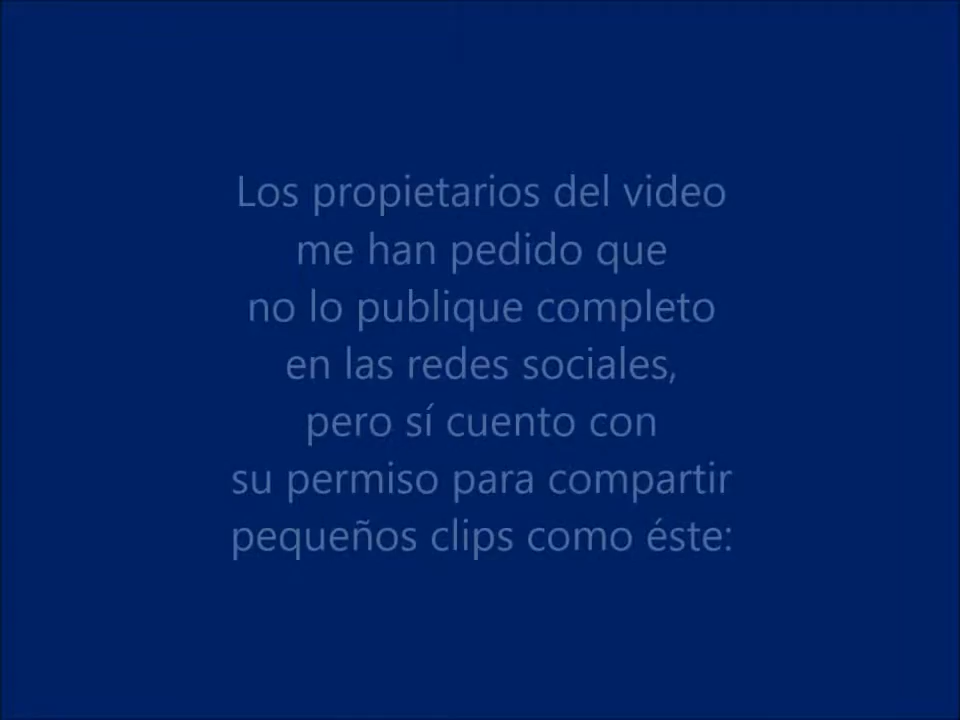 Los propietarios del video
me han pedido que
no lo publique completo
en las redes sociales,
pero sí cuento con
su permiso para compartir
pequeños clips como éste: